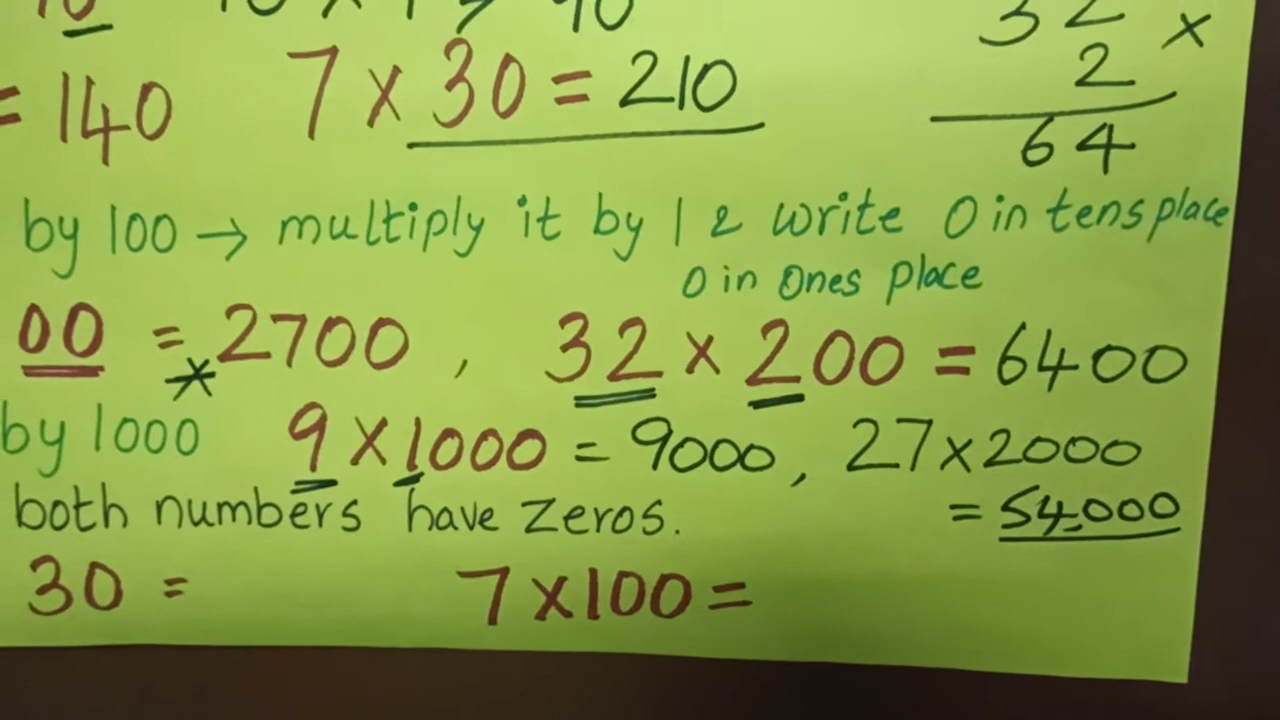 = 140 7 x 30 = 210
32 x
2
64
by 100 → multiply it by 1 & write 0 in tens place
0 in Ones place
00 = 2700 , 32 x 200 = 6400
by 1000 9 x 1000 = 9000 , 27 x 2000
= 54,000
both numbers have zeros.
30 = 7 x 100 =